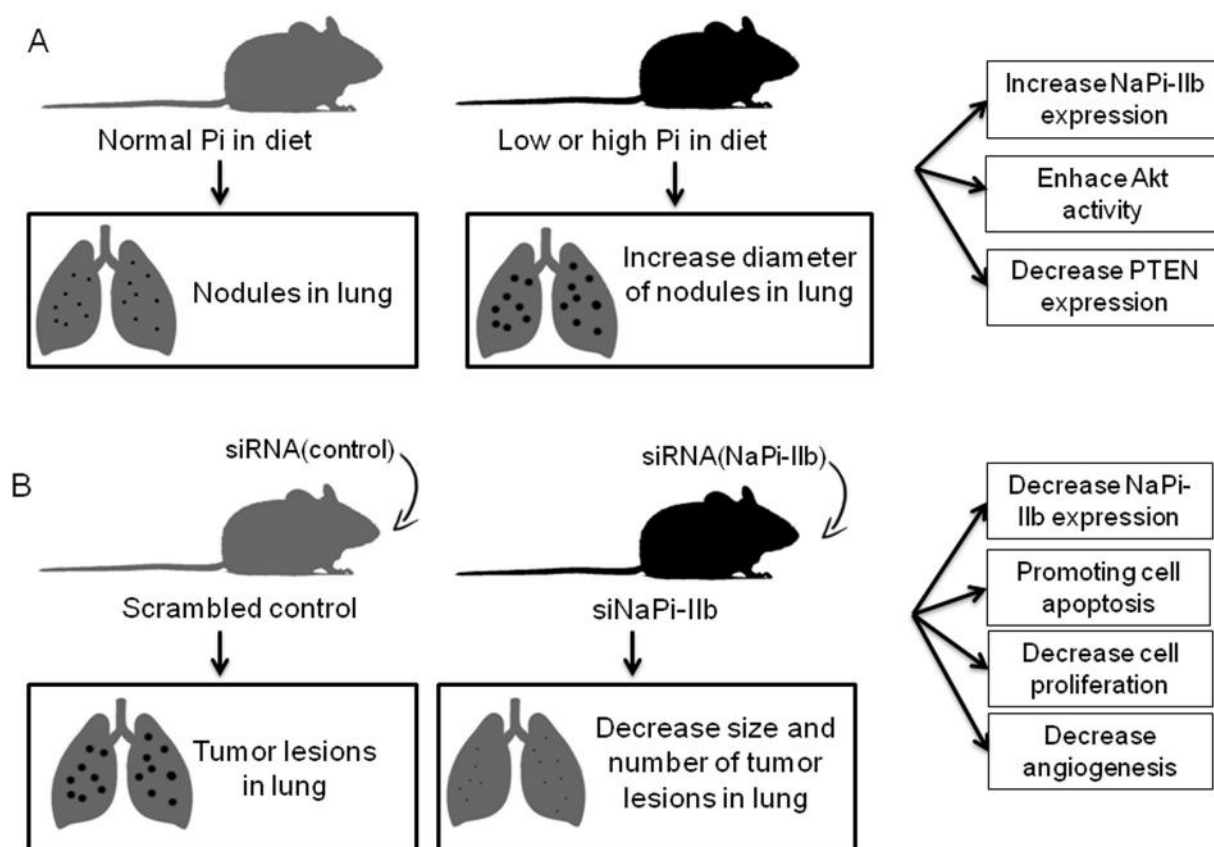 A
Normal Pi in diet
Low or high Pi in diet
Nodules in lung
Increase diameter
of nodules in lung
Increase NaPi-IIb
expression
Enhace Akt
activity
Decrease PTEN
expression
B
siRNA(control)
siRNA(NaPi-IIb)
Scrambled control
siNaPi-IIb
Tumor lesions
in lung
Decrease size and
number of tumor
lesions in lung
Decrease NaPi-
IIb expression
Promoting cell
apoptosis
Decrease cell
proliferation
Decrease
angiogenesis